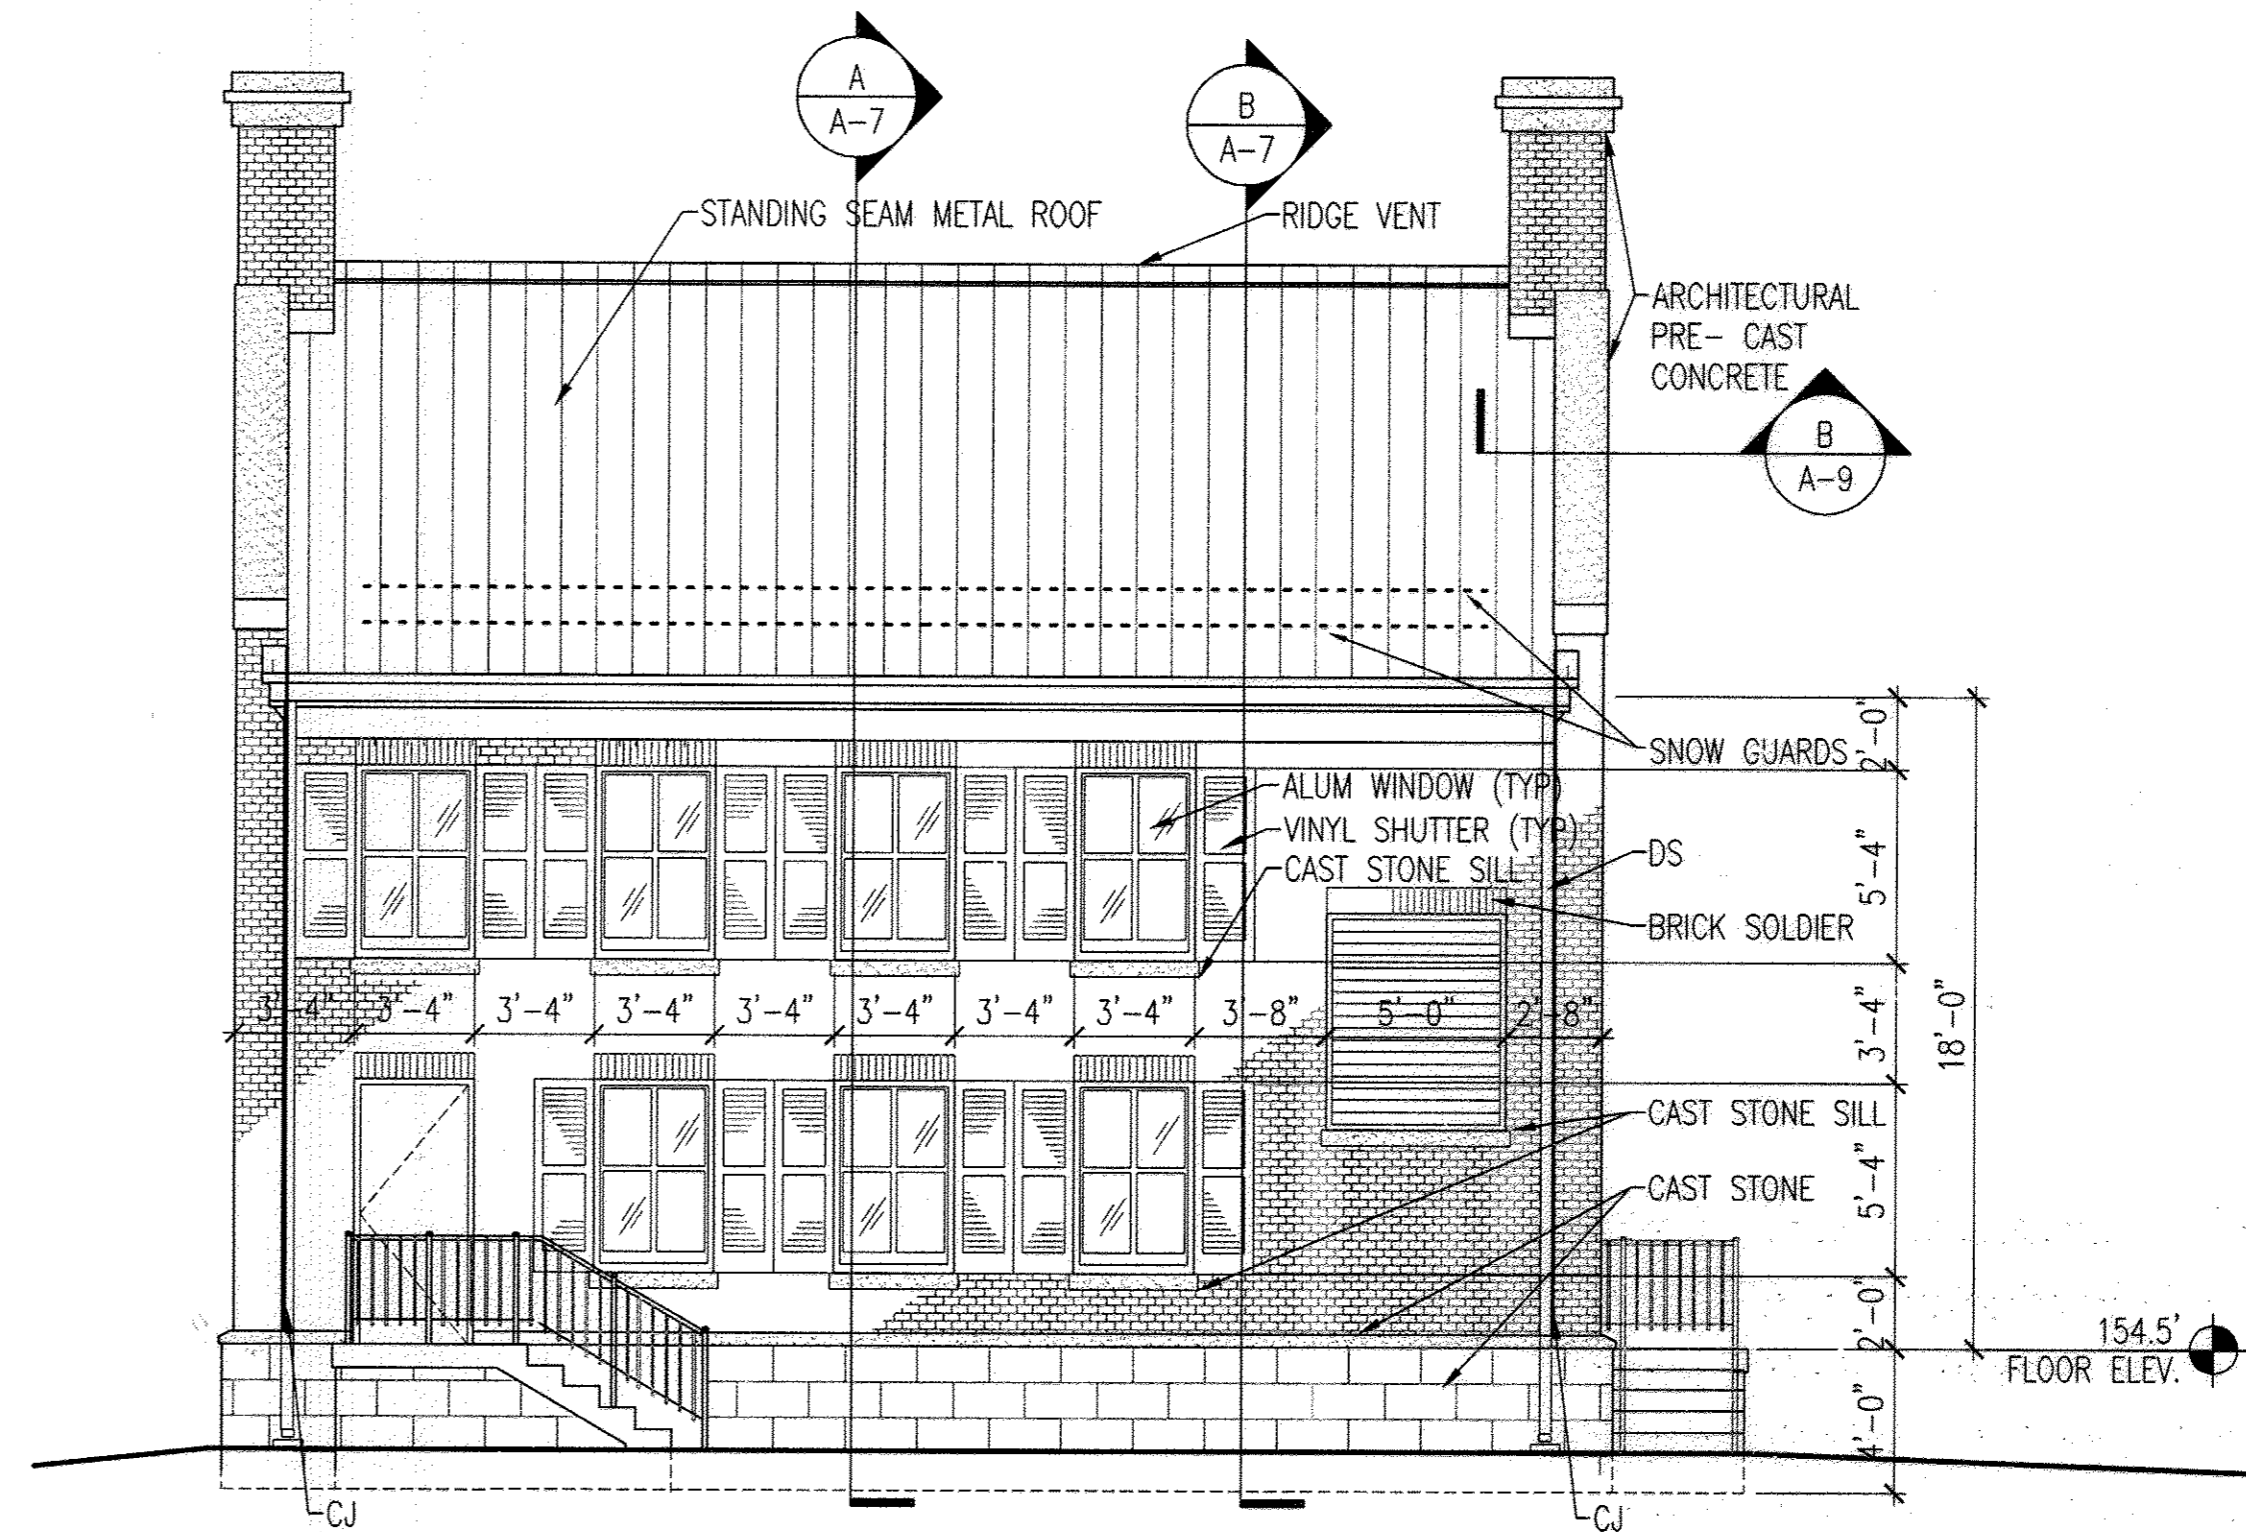 A
A-7
B
A-7
STANDING SEAM METAL ROOF
RIDGE VENT
ARCHITECTURAL
PRE- CAST
CONCRETE
B
A-9
SNOW GUARDS
2'-0"
ALUM WINDOW (TYP)
VINYL SHUTTER (TYP)
CAST STONE SILL
DS
5'-4"
BRICK SOLDIER
3'-4"
3'-4"
3'-4"
3'-4"
3'-4"
3'-4"
3'-4"
3'-4"
3'-8"
5'-0"
2'-8"
3'-4"
18'-0"
CAST STONE SILL
CAST STONE
5'-4"
2'-0"
154.5'
FLOOR ELEV.
4'-0"
CJ
CJ